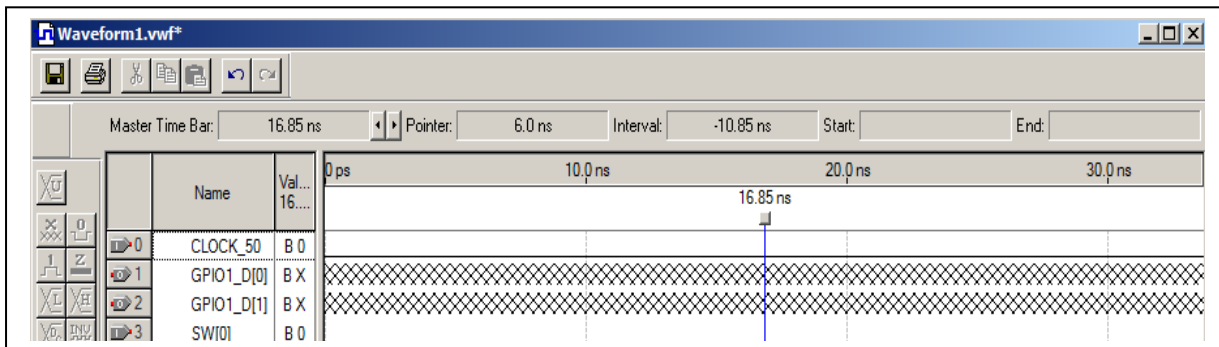 Waveform1.vwf*
Master Time Bar: 16.85 ns Pointer: 6.0 ns Interval: -10.85 ns Start: End:
Name Val... 16.... 0 ps 10.0 ns 20.0 ns 30.0 ns
16.85 ns
0 CLOCK_50 B 0
1 GPIO1_D[0] B X
2 GPIO1_D[1] B X
3 SW[0] B 0